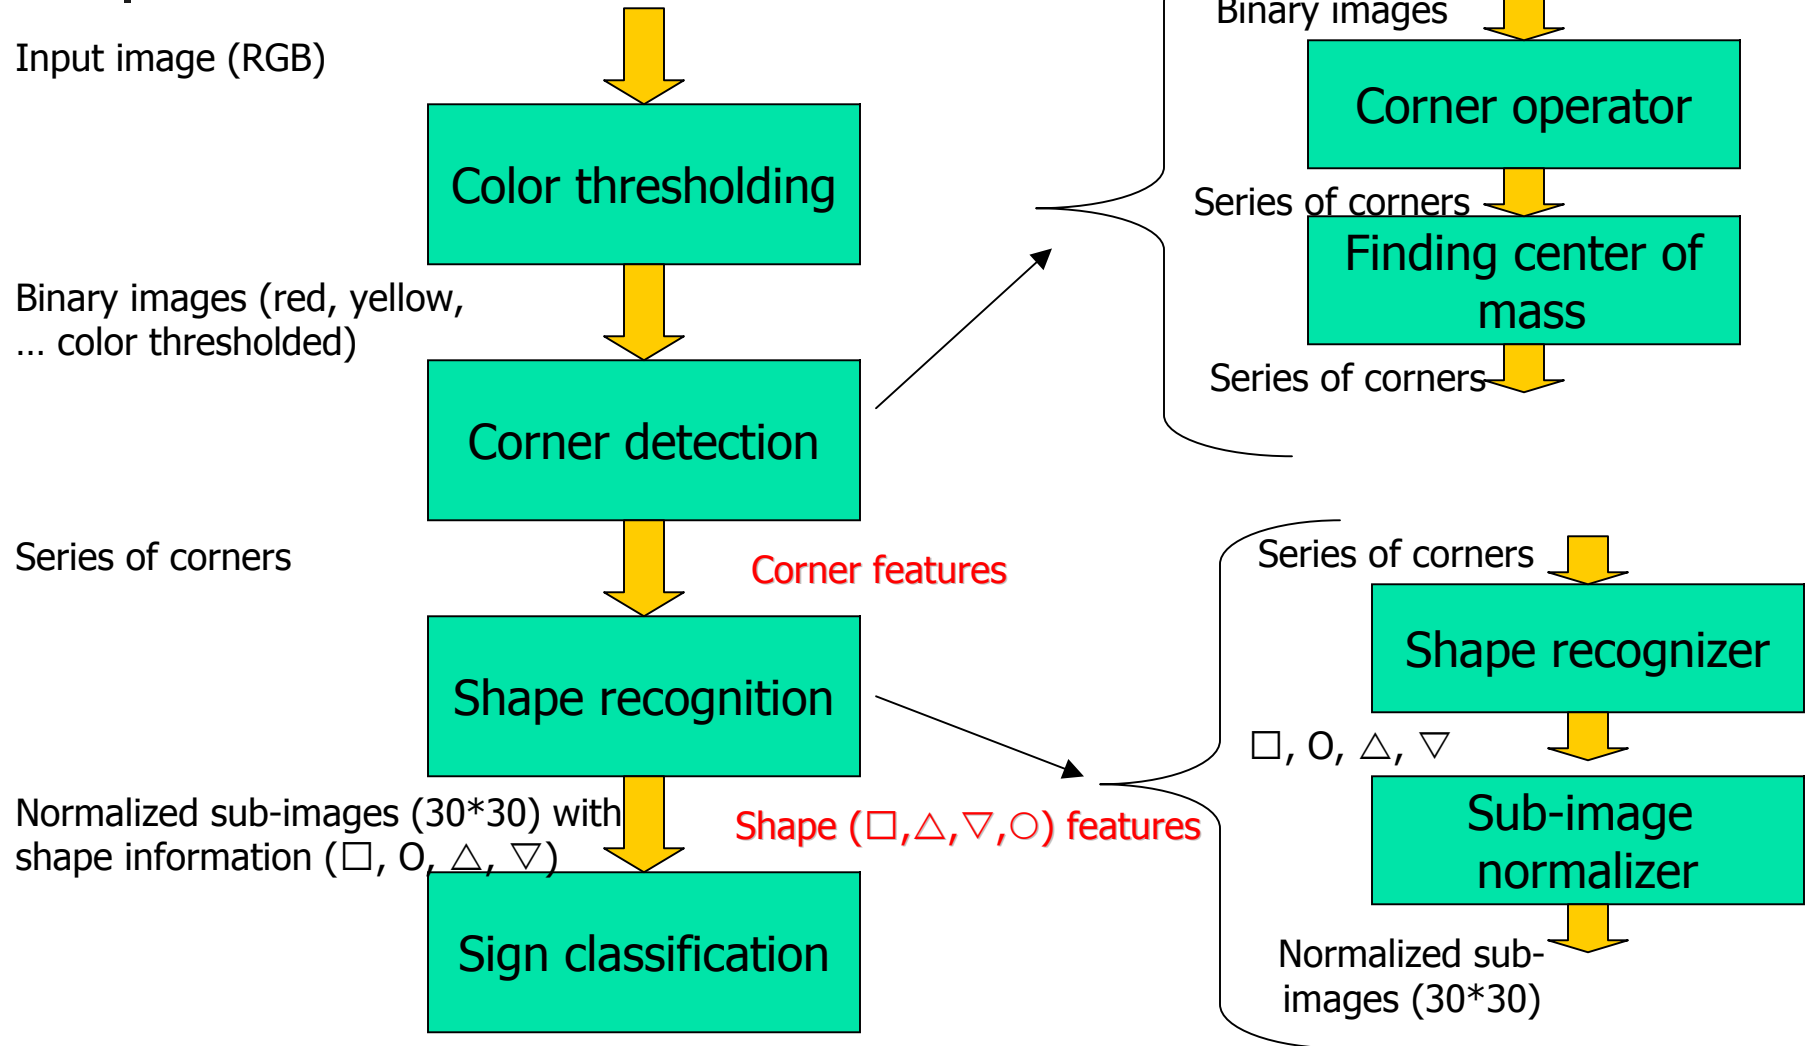 Input image (RGB)
Color thresholding
Binary images (red, yellow,
… color thresholded)
Corner detection
Series of corners
Corner features
Shape recognition
Normalized sub-images (30*30) with
shape information (□, O, △, ▽)
Shape (□,△,▽,○) features
Sign classification
Binary images
Corner operator
Series of corners
Finding center of
mass
Series of corners
Series of corners
Shape recognizer
□, O, △, ▽
Sub-image
normalizer
Normalized sub-
images (30*30)